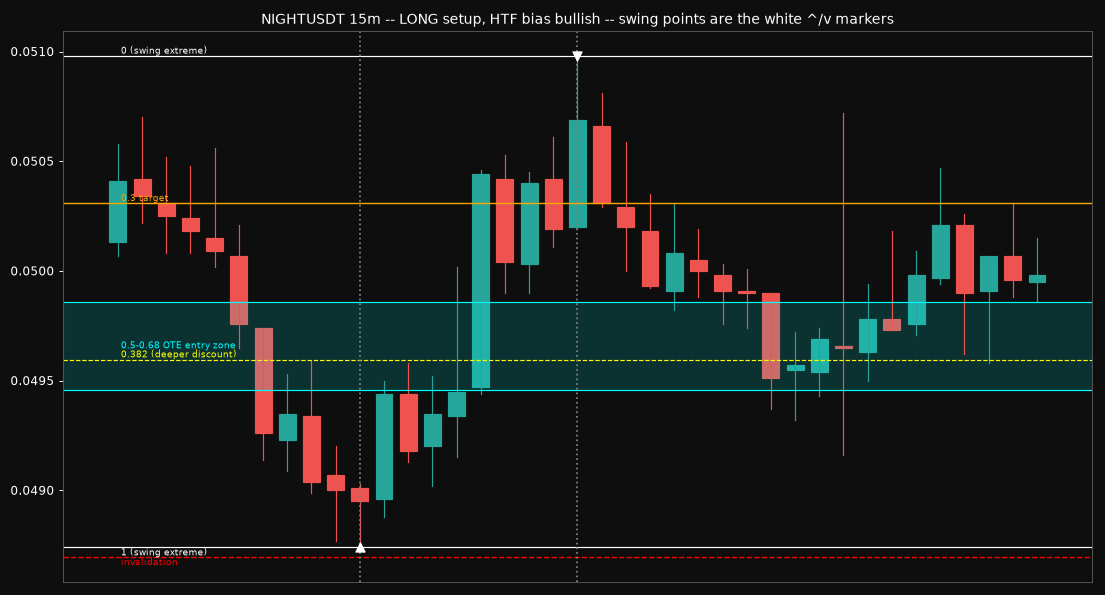 NIGHTUSDT 15m -- LONG setup, HTF bias bullish -- swing points are the white ^/v markers
0.0510
0 (swing extreme)
0.0505
0.3 target
0.0500
0.5-0.68 OTE entry zone
0.382 (deeper discount)
0.0495
0.0490
1 (swing extreme)
invalidation